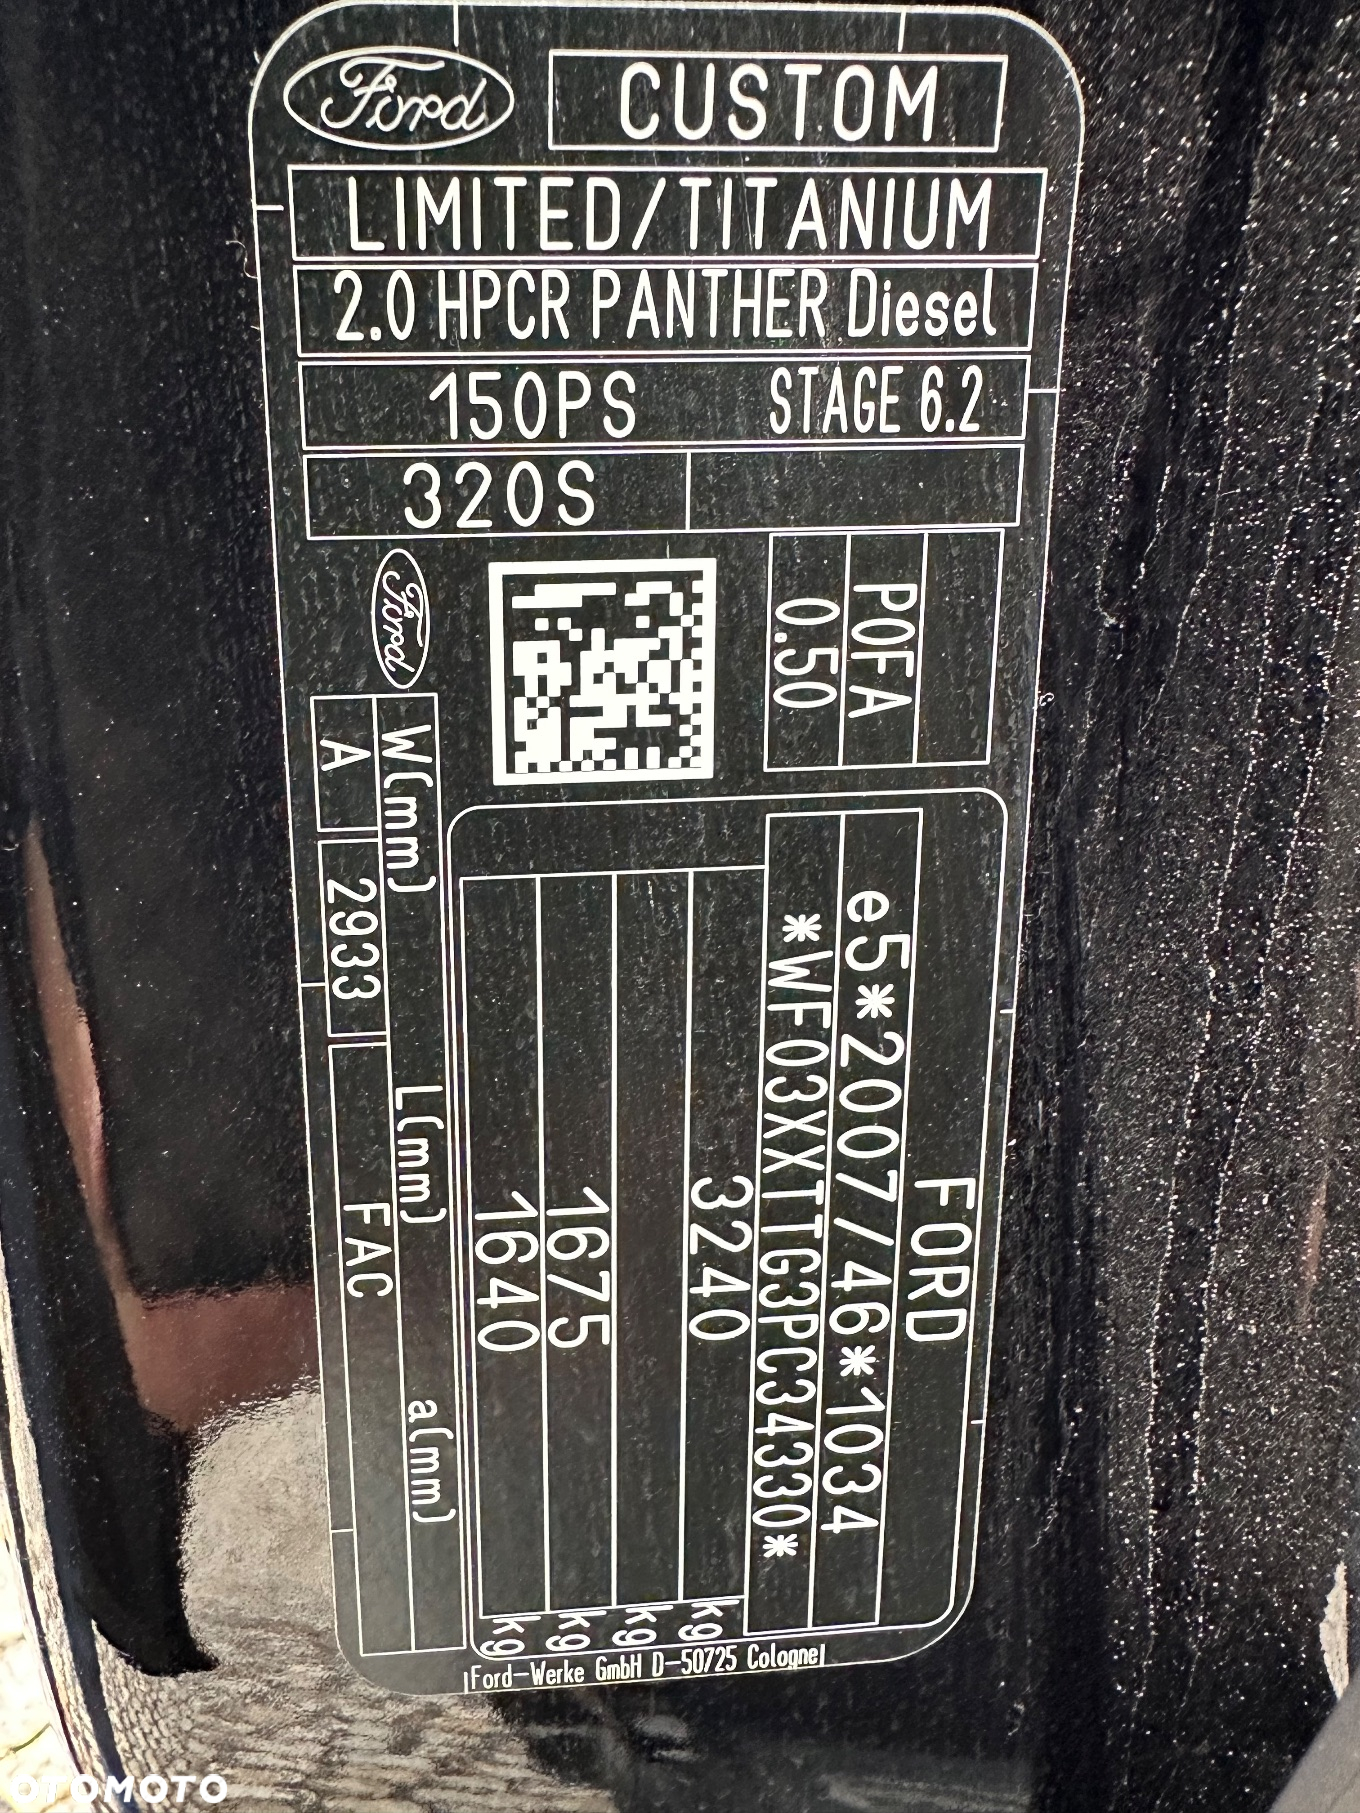 Ford
CUSTOM
LIMITED/TITANIUM
2.0 HPCR PANTHER Diesel
150PS STAGE 6.2
320S
Ford
POFA
0.50
FORD
e5*2007/46*1034
*WF03XXTTG3PC34330*
3240 kg
kg
1675 kg
1640 kg
W(mm) L(mm) a(mm)
A 2933 FAC
Ford-Werke GmbH D-50725 Cologne
OTOMOTO